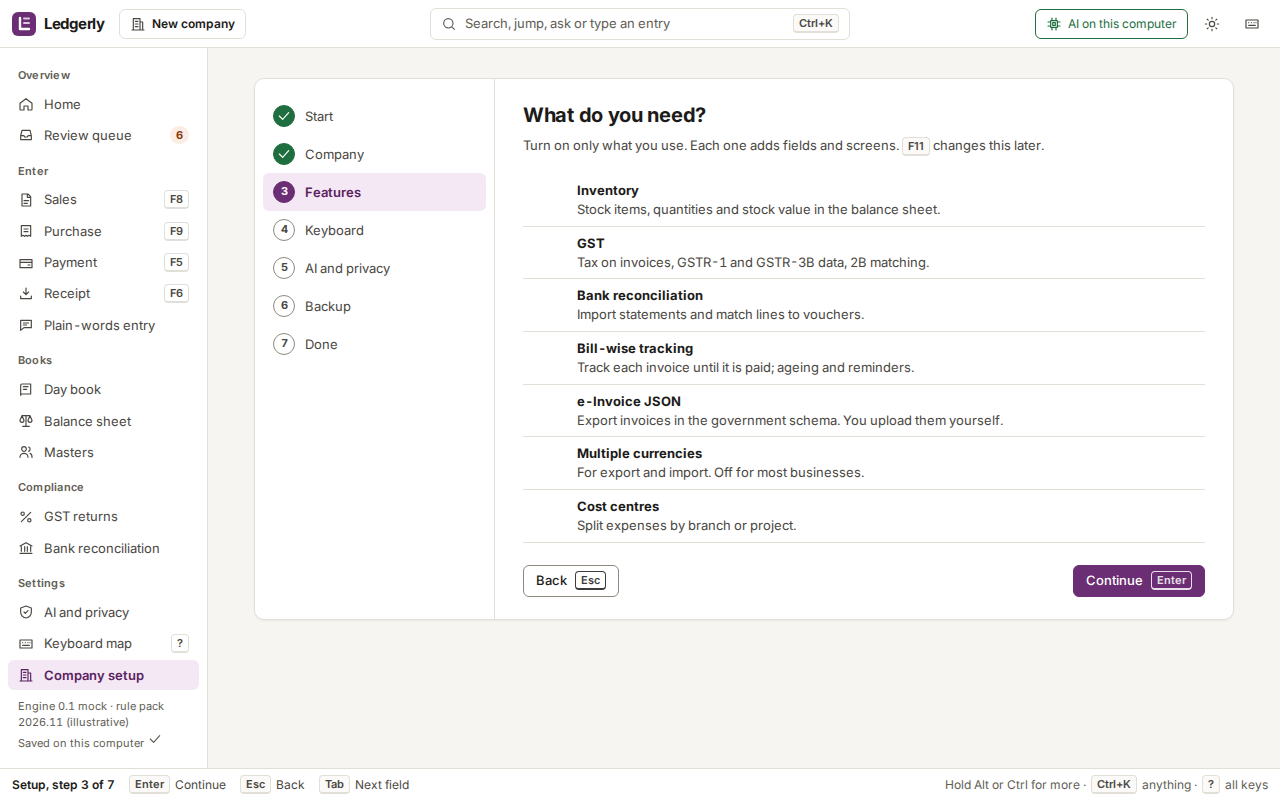 Ledgerly
New company
Search, jump, ask or type an entry
Ctrl+K
AI on this computer
Overview
Home
Review queue 6
Enter
Sales F8
Purchase F9
Payment F5
Receipt F6
Plain-words entry
Books
Day book
Balance sheet
Masters
Compliance
GST returns
Bank reconciliation
Settings
AI and privacy
Keyboard map ?
Company setup
Engine 0.1 mock · rule pack
2026.11 (illustrative)
Saved on this computer
Start
Company
3 Features
4 Keyboard
5 AI and privacy
6 Backup
7 Done
What do you need?
Turn on only what you use. Each one adds fields and screens. F11 changes this later.
Inventory
Stock items, quantities and stock value in the balance sheet.
GST
Tax on invoices, GSTR-1 and GSTR-3B data, 2B matching.
Bank reconciliation
Import statements and match lines to vouchers.
Bill-wise tracking
Track each invoice until it is paid; ageing and reminders.
e-Invoice JSON
Export invoices in the government schema. You upload them yourself.
Multiple currencies
For export and import. Off for most businesses.
Cost centres
Split expenses by branch or project.
Back Esc
Continue Enter
Setup, step 3 of 7 Enter Continue Esc Back Tab Next field
Hold Alt or Ctrl for more · Ctrl+K anything · ? all keys